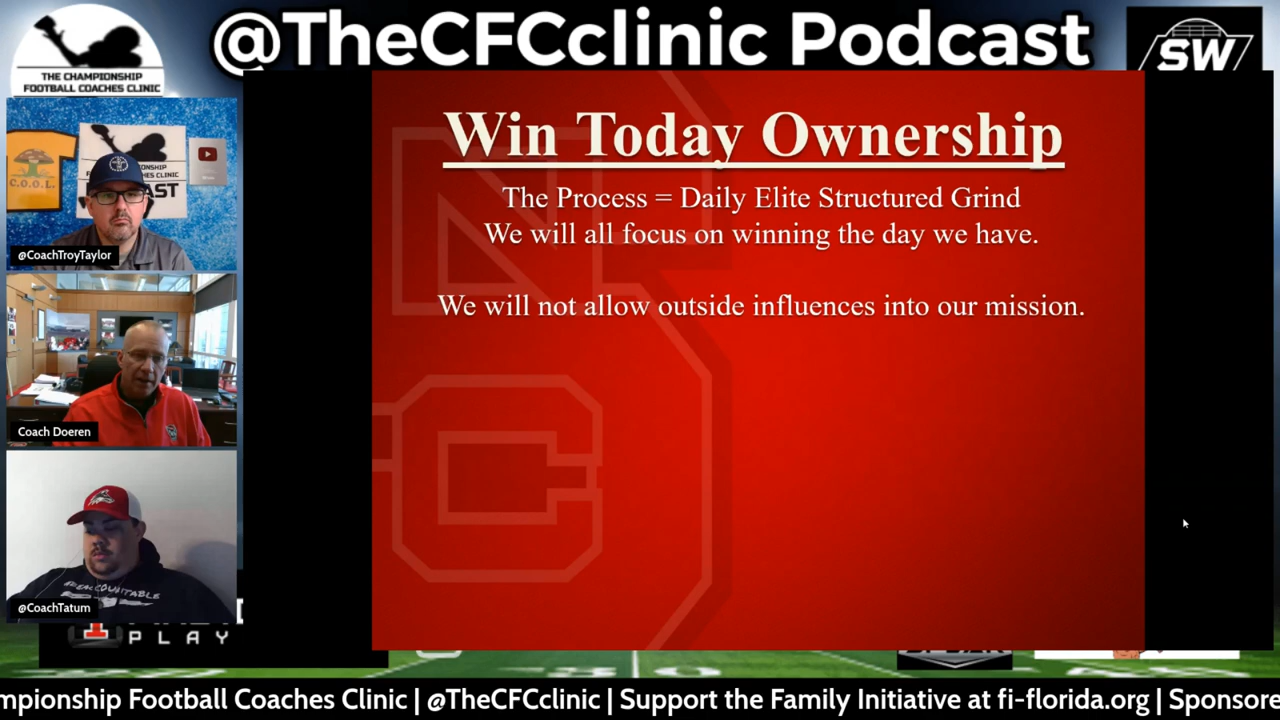 @TheCFCclinic Podcast
THE CHAMPIONSHIP
FOOTBALL COACHES CLINIC
SW
C.O.O.L.
@CoachTroyTaylor
Coach Doeren
@CoachTatum
PLAY
Win Today Ownership
The Process = Daily Elite Structured Grind
We will all focus on winning the day we have.
We will not allow outside influences into our mission.
mpionship Football Coaches Clinic | @TheCFCclinic | Support the Family Initiative at fi-florida.org | Sponsore